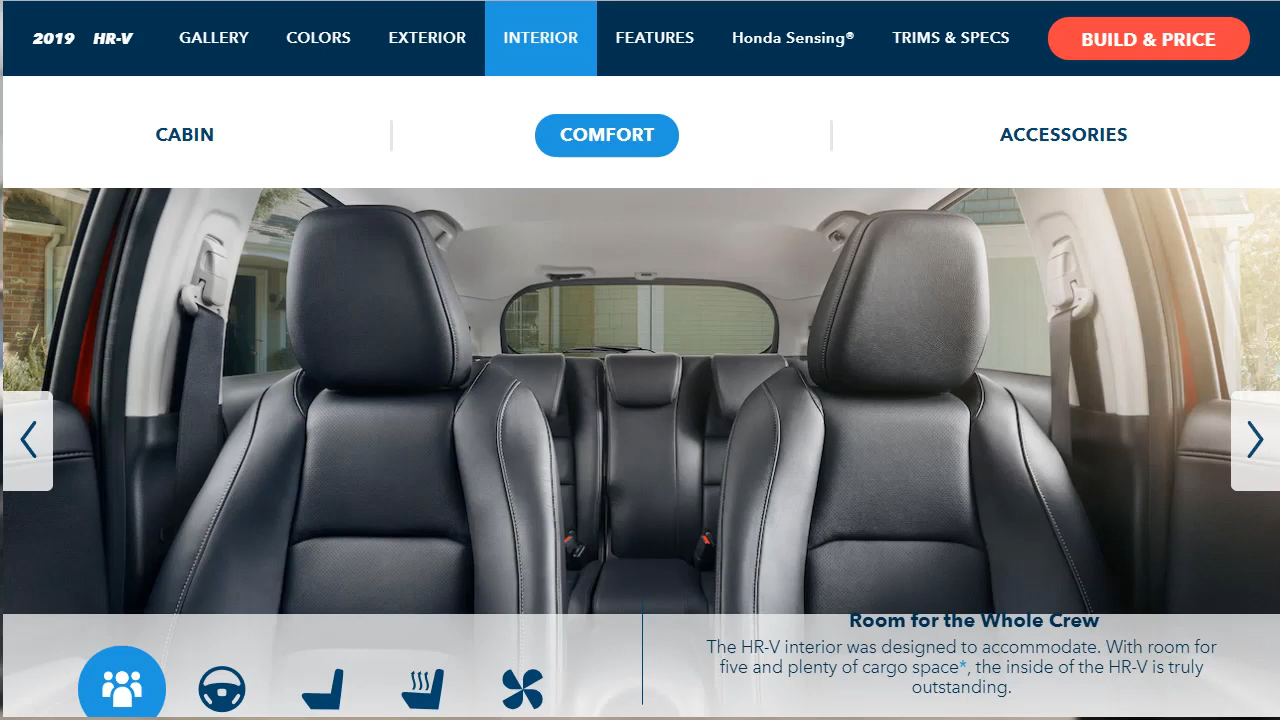 2019 HR-V GALLERY COLORS EXTERIOR INTERIOR FEATURES Honda Sensing® TRIMS & SPECS BUILD & PRICE
CABIN COMFORT ACCESSORIES
Room for the Whole Crew
The HR-V interior was designed to accommodate. With room for
five and plenty of cargo space*, the inside of the HR-V is truly
outstanding.